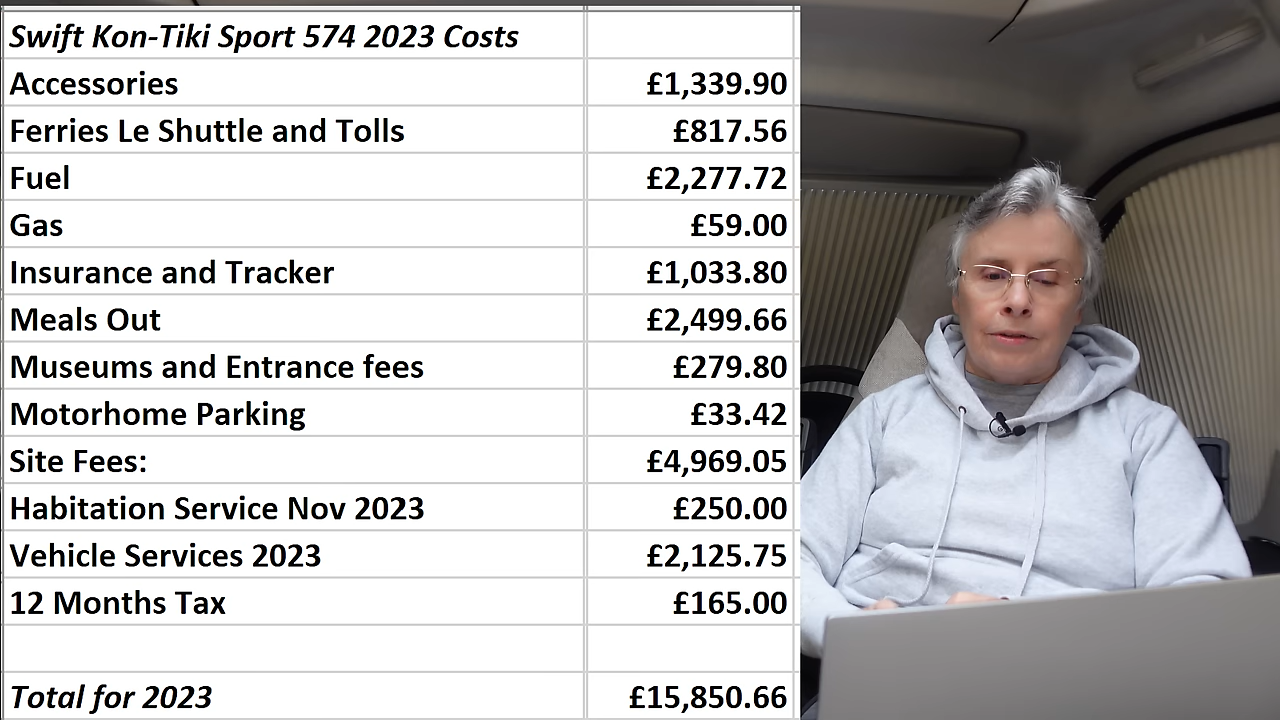 Swift Kon-Tiki Sport 574 2023 Costs
Accessories £1,339.90
Ferries Le Shuttle and Tolls £817.56
Fuel £2,277.72
Gas £59.00
Insurance and Tracker £1,033.80
Meals Out £2,499.66
Museums and Entrance fees £279.80
Motorhome Parking £33.42
Site Fees: £4,969.05
Habitation Service Nov 2023 £250.00
Vehicle Services 2023 £2,125.75
12 Months Tax £165.00
Total for 2023 £15,850.66